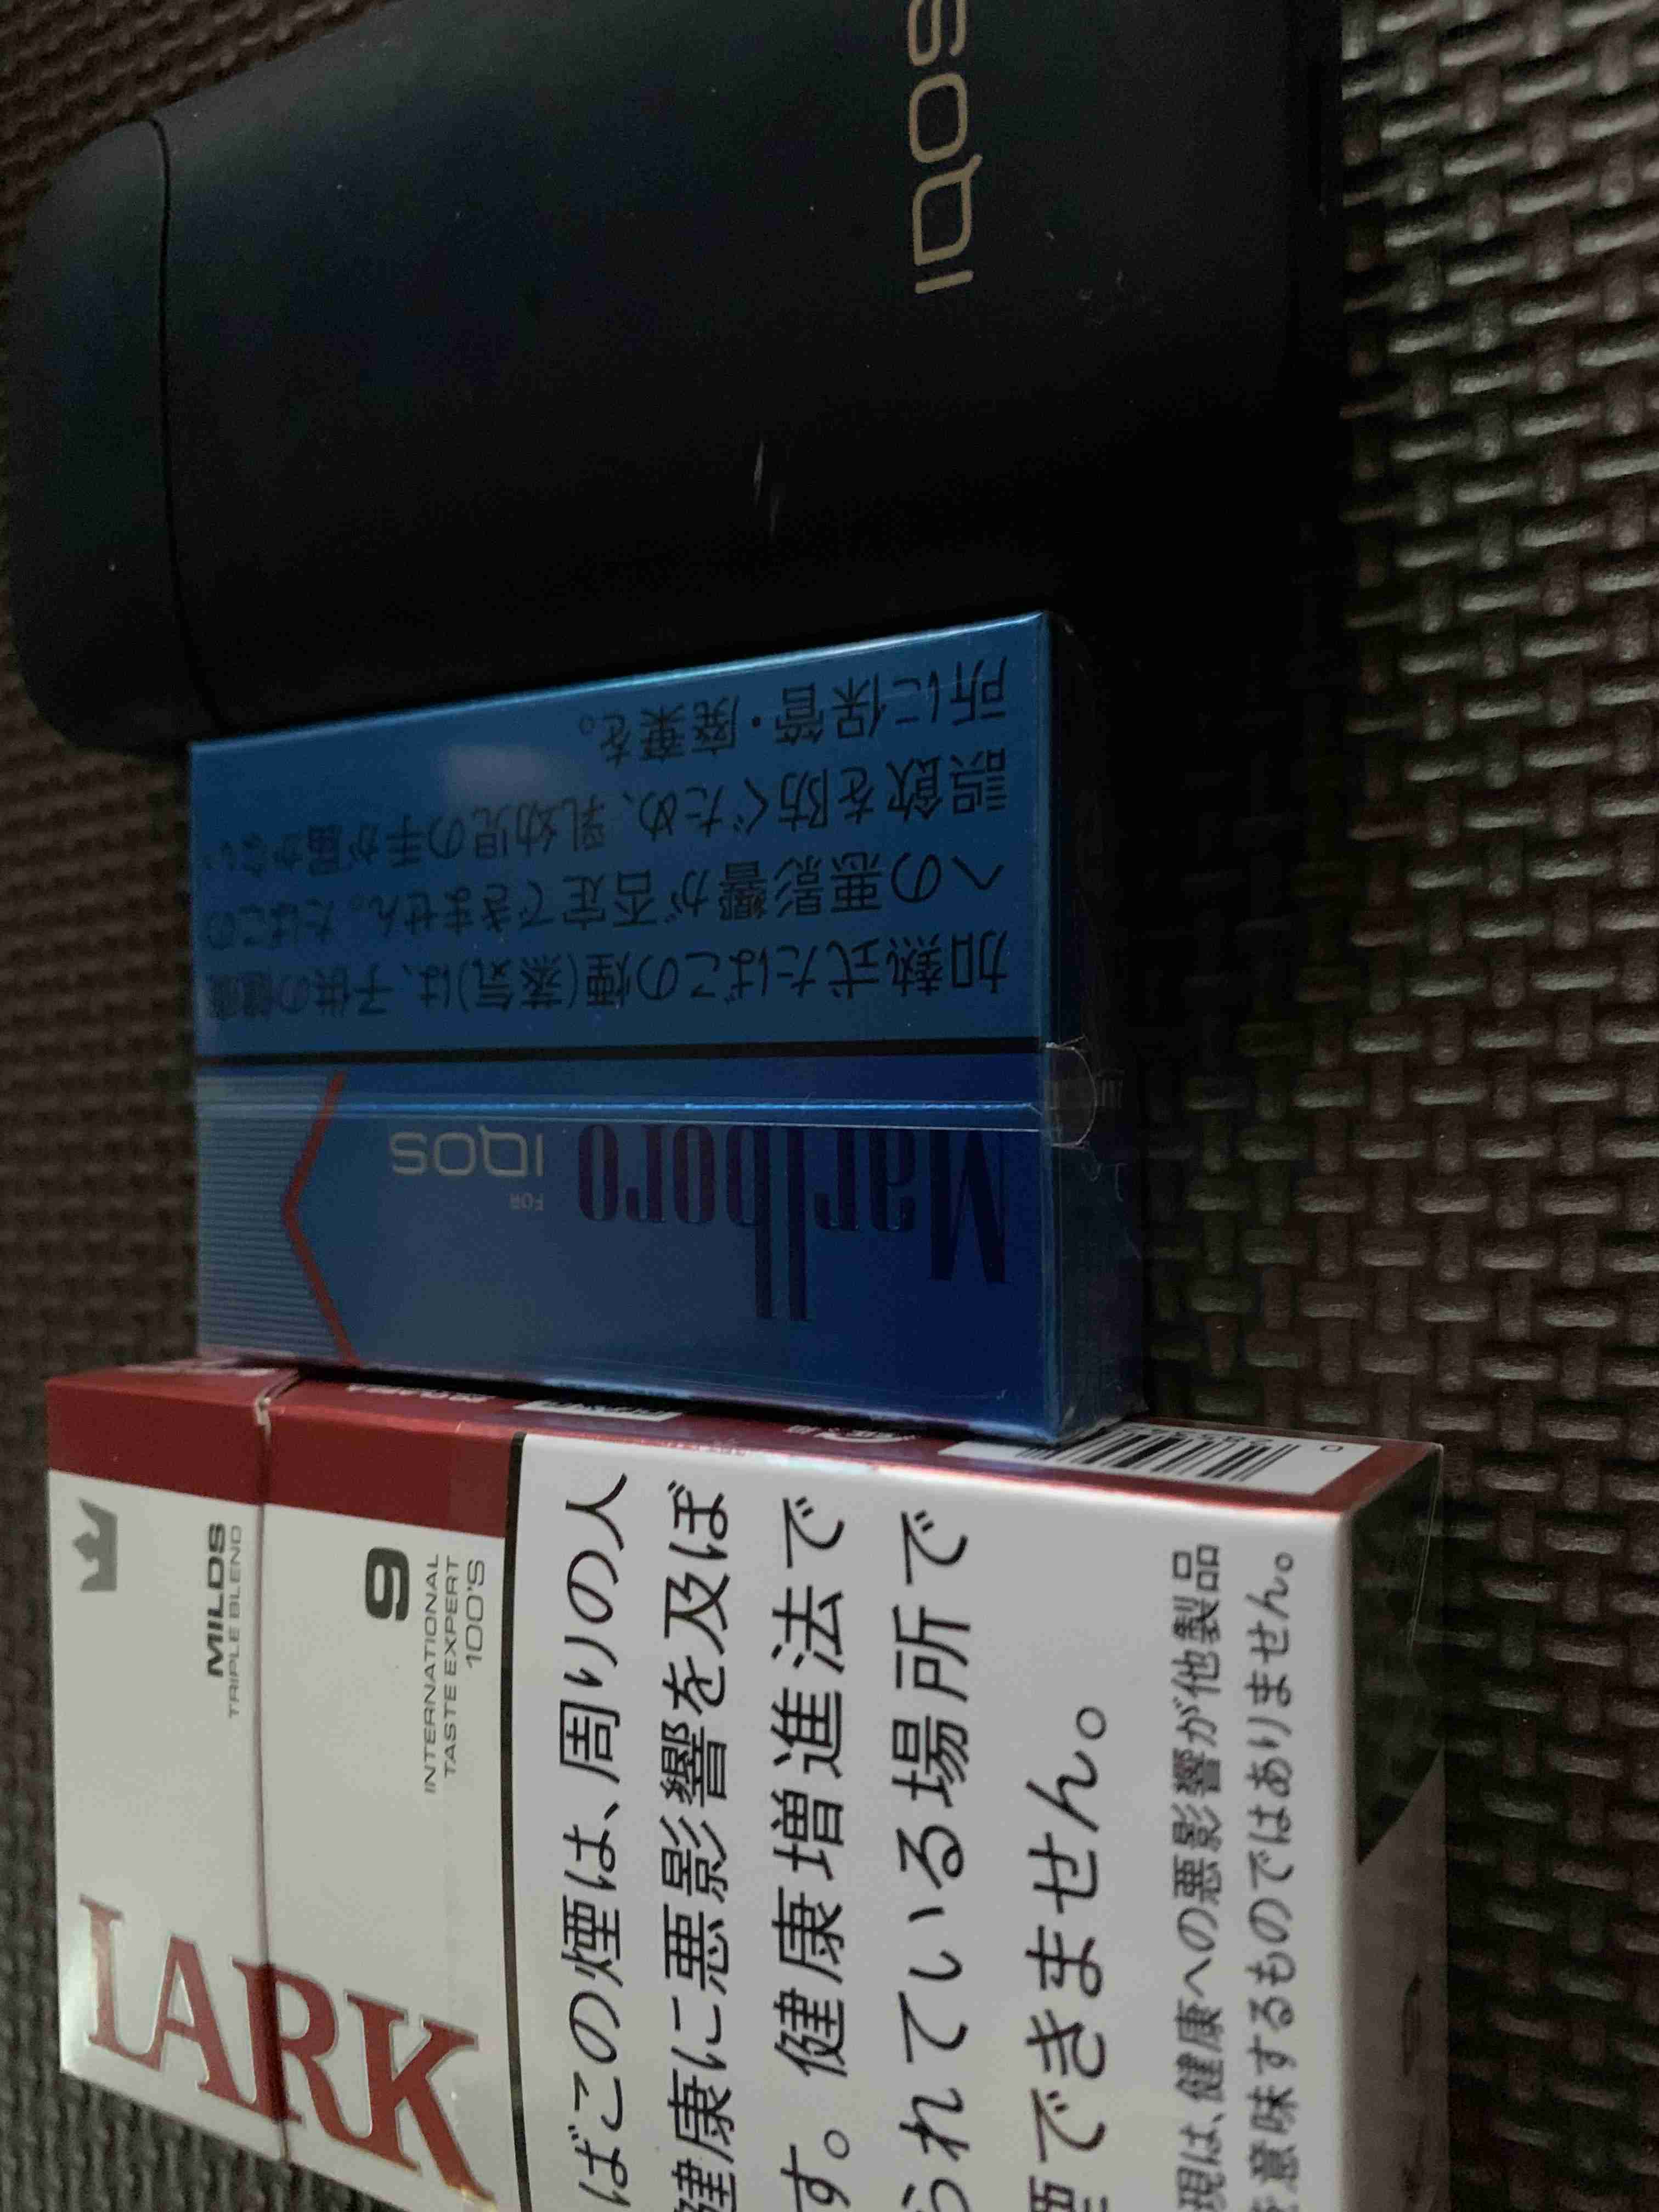 IQOS
加熱式たばこの煙(蒸気)は、子供の健康
への悪影響が否定できません。たばこの
誤飲を防ぐため、乳幼児の手が届かない
所に保管・廃棄を。
Marlboro
FOR
IQOS
LARK
MILDS
TRIPLE BLEND
9
INTERNATIONAL
TASTE EXPERT
100'S
ばこの煙は、周りの人
健康に悪影響を及ぼ
す。健康増進法で
られている場所で
煙できません。
現は、健康への悪影響が他製品
を意味するものではありません。